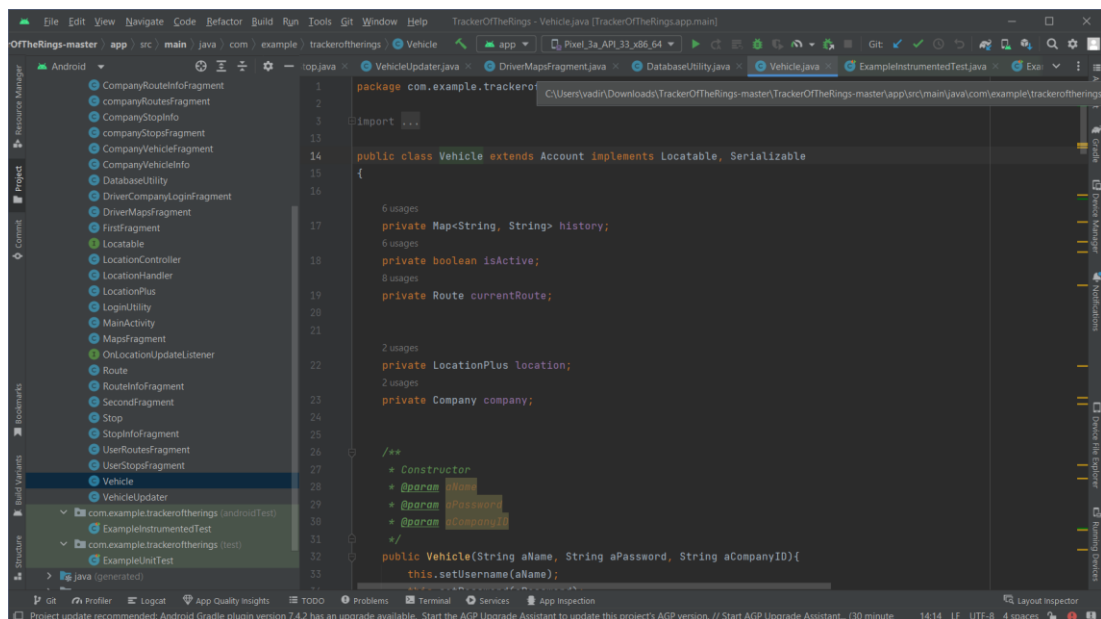 File Edit View Navigate Code Refactor Build Run Tools Git Window Help TrackerOfTheRings - Vehicle.java [TrackerOfTheRings.app.main]
OfTheRings-master app src main java com example trackeroftherings Vehicle app Pixel_3a_API_33_x86_64 Git:
Android
top.java VehicleUpdater.java DriverMapsFragment.java DatabaseUtility.java Vehicle.java ExampleInstrumentedTest.java Exa
C:\Users\vadir\Downloads\TrackerOfTheRings-master\TrackerOfTheRings-master\app\src\main\java\com\example\trackeroftherings
Resource Manager
Project
Commit
Bookmarks
Build Variants
Structure
CompanyRouteInfoFragment
companyRoutesFragment
CompanyStopInfo
companyStopsFragment
CompanyVehicleFragment
CompanyVehicleInfo
DatabaseUtility
DriverCompanyLoginFragment
DriverMapsFragment
FirstFragment
Locatable
LocationController
LocationHandler
LocationPlus
LoginUtility
MainActivity
MapsFragment
OnLocationUpdateListener
Route
RouteInfoFragment
SecondFragment
Stop
StopInfoFragment
UserRoutesFragment
UserStopsFragment
Vehicle
VehicleUpdater
com.example.trackeroftherings (androidTest)
ExampleInstrumentedTest
com.example.trackeroftherings (test)
ExampleUnitTest
java (generated)
1 package com.example.trackerof
2
3 import ...
13
14 public class Vehicle extends Account implements Locatable, Serializable
15 {
16
6 usages
17 private Map<String, String> history;
6 usages
18 private boolean isActive;
8 usages
19 private Route currentRoute;
20
21
2 usages
22 private LocationPlus location;
2 usages
23 private Company company;
24
25
26 /**
27 * Constructor
28 * @param aName
29 * @param aPassword
30 * @param aCompanyID
31 */
32 public Vehicle(String aName, String aPassword, String aCompanyID){
33 this.setUsername(aName);
Gradle
Device Manager
Notifications
Device File Explorer
Running Devices
Git Profiler Logcat App Quality Insights TODO Problems Terminal Services App Inspection Layout Inspector
Project update recommended: Android Gradle plugin version 7.4.2 has an upgrade available. Start the AGP Upgrade Assistant to update this project's AGP version. // Start AGP Upgrade Assistant.. (30 minute 14:14 LF UTF-8 4 spaces